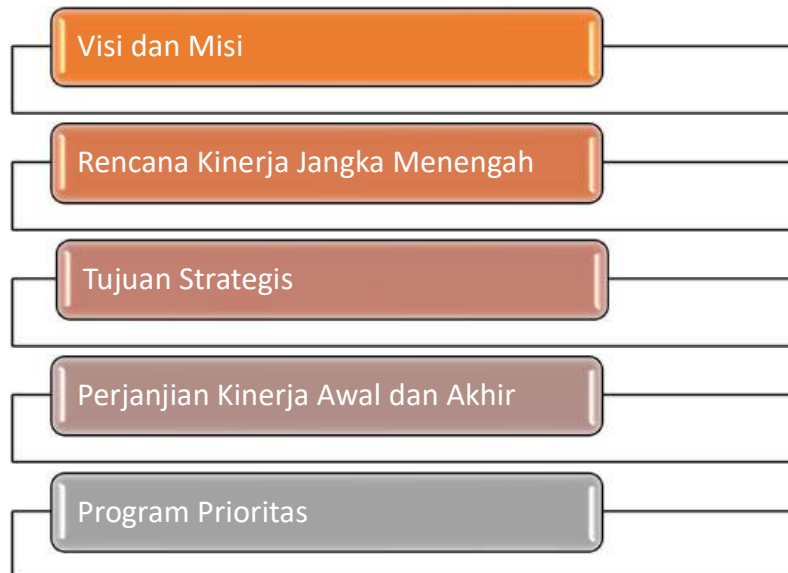 Visi dan Misi
Rencana Kinerja Jangka Menengah
Tujuan Strategis
Perjanjian Kinerja Awal dan Akhir
Program Prioritas